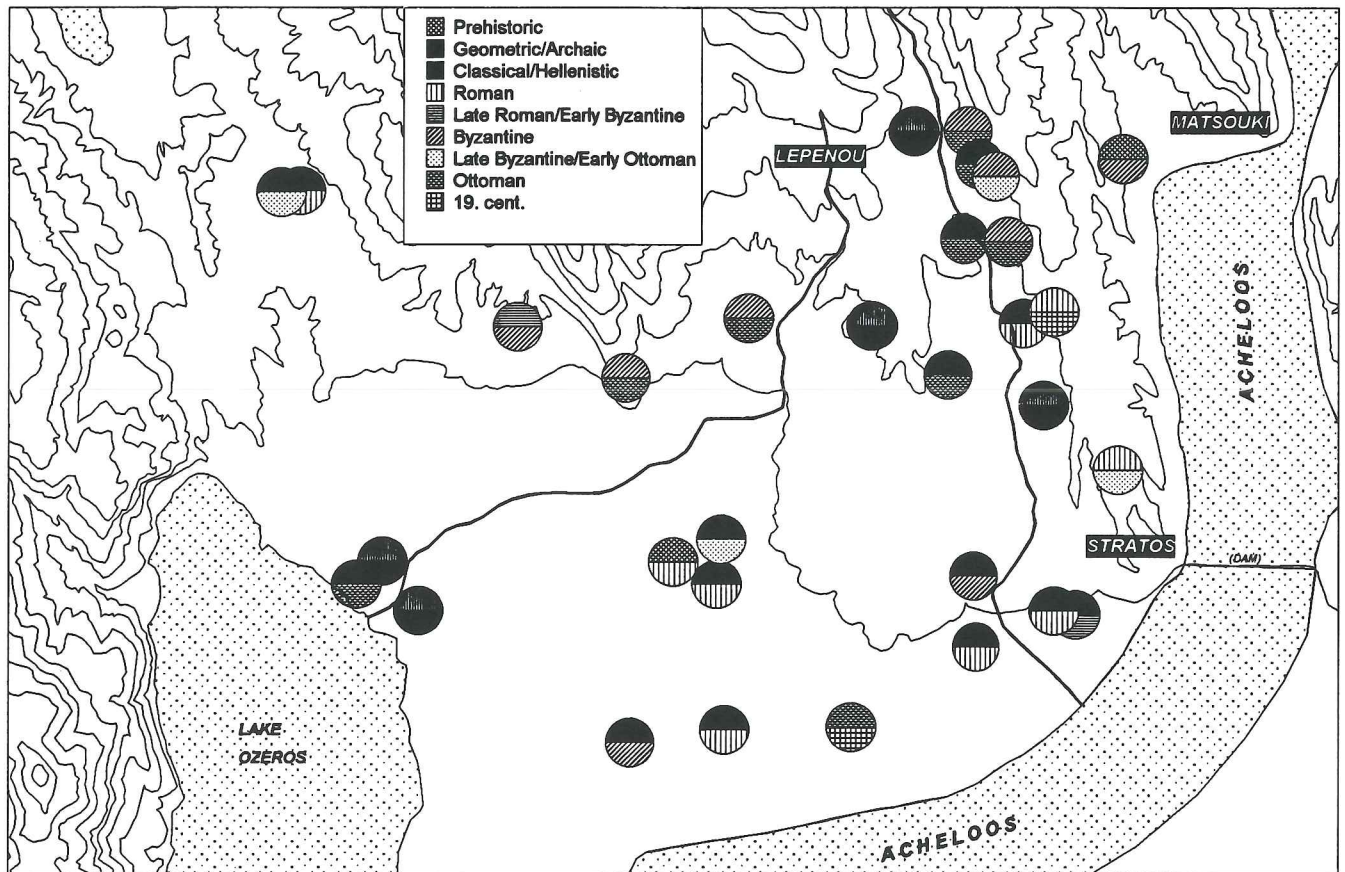 Prehistoric
Geometric/Archaic
Classical/Hellenistic
Roman
Late Roman/Early Byzantine
Byzantine
Late Byzantine/Early Ottoman
Ottoman
19. cent.
MATSOUKI
LEPENOU
ACHELOOS
STRATOS
(DAM)
LAKE
OZEROS
ACHELOOS